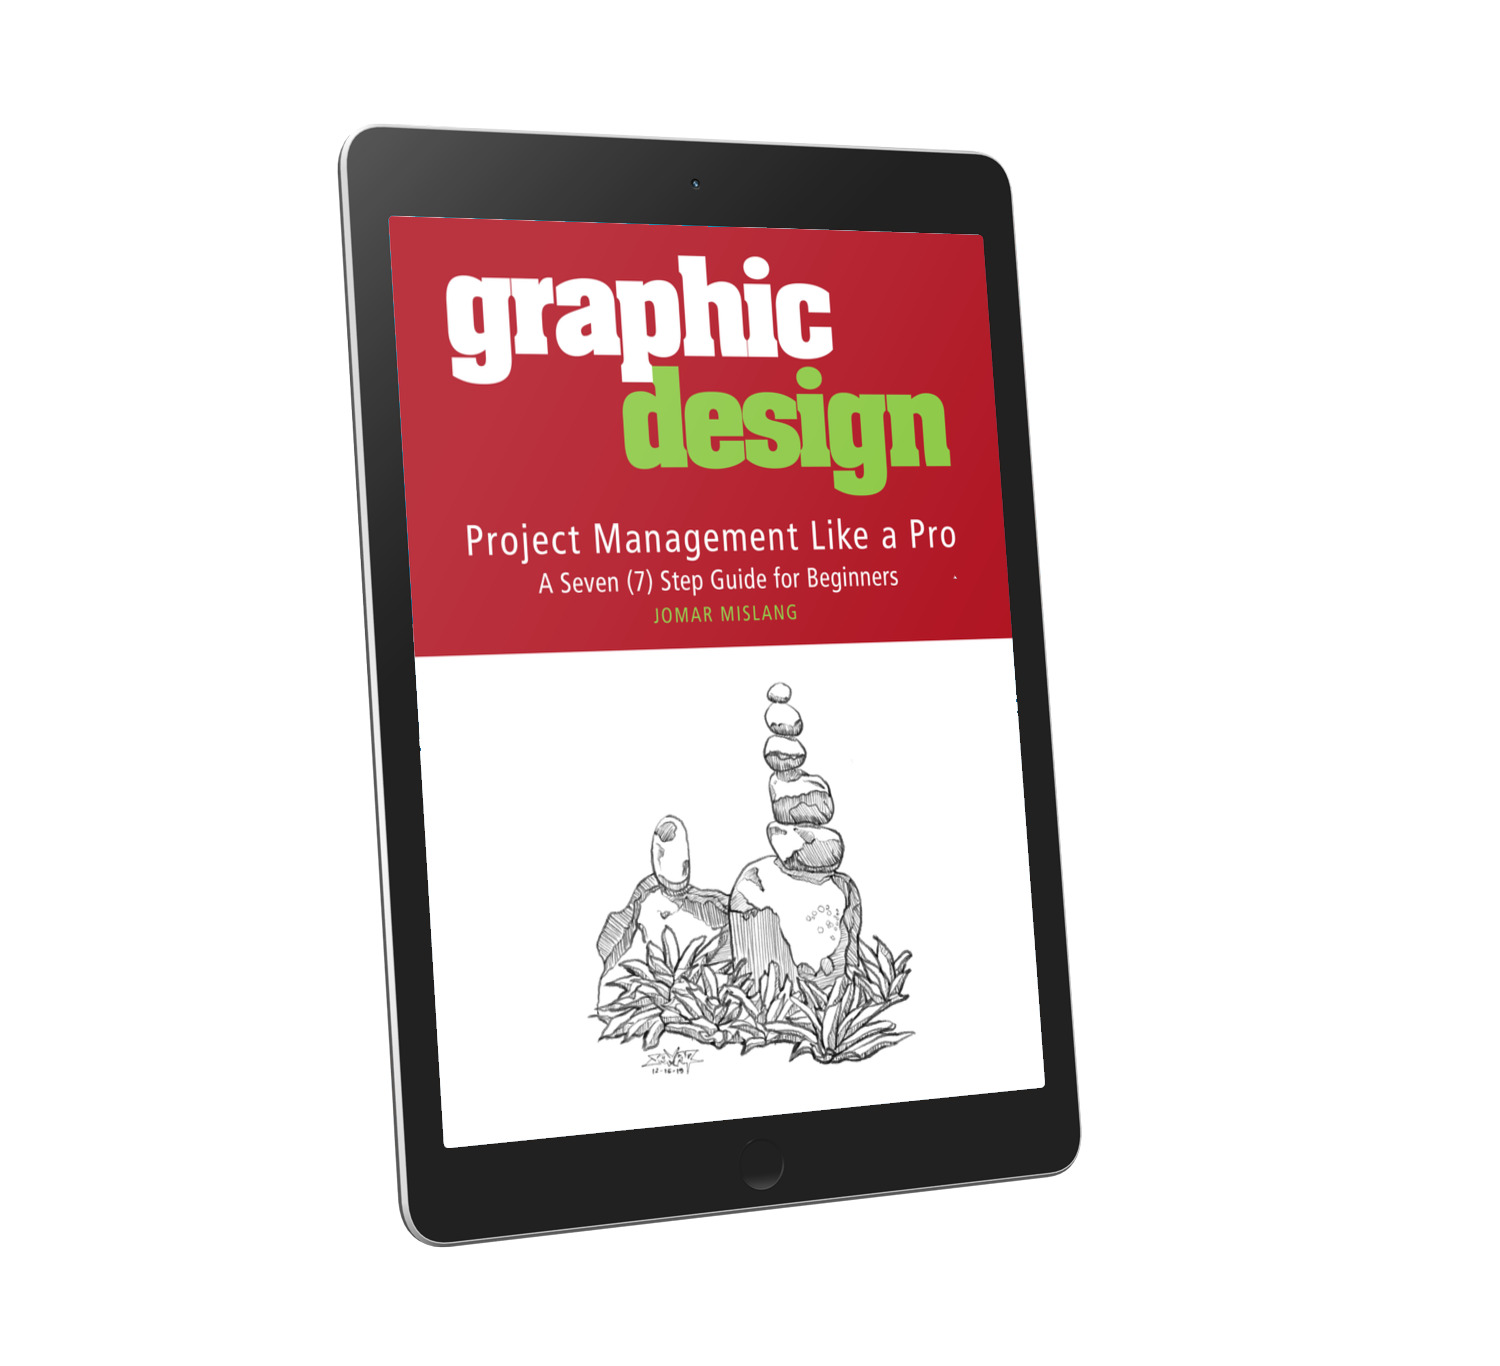 graphic
design
Project Management Like a Pro
A Seven (7) Step Guide for Beginners
JOMAR MISLANG
12-16-19